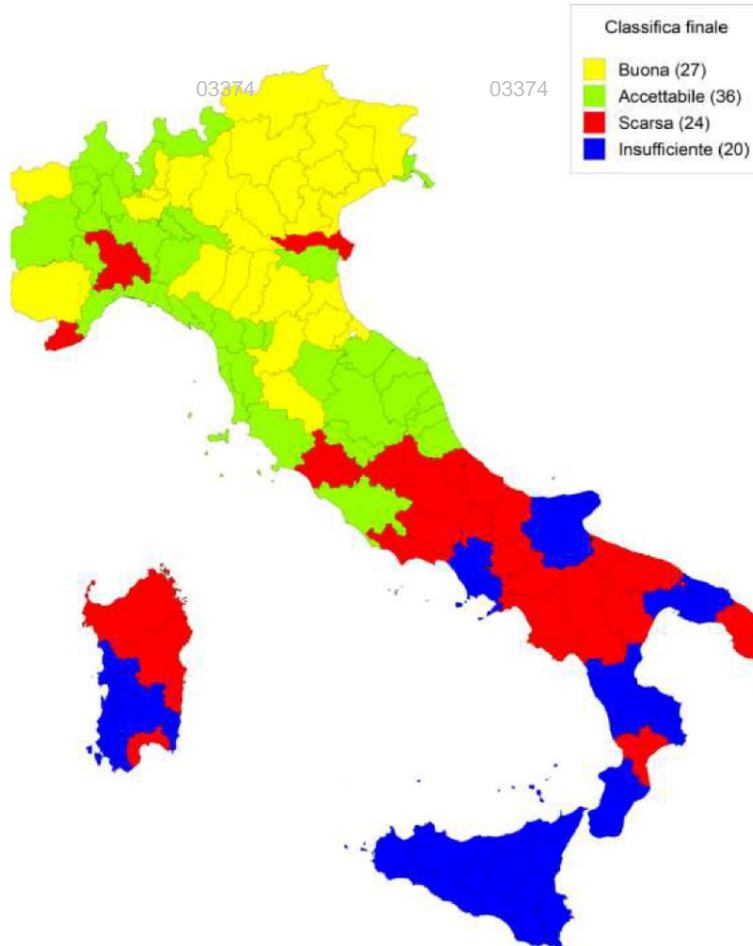 Classifica finale
03374 03374
Buona (27)
Accettabile (36)
Scarsa (24)
Insufficiente (20)